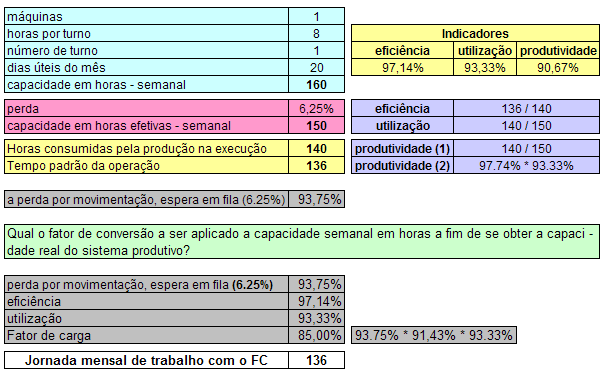 máquinas 1
horas por turno 8
número de turno 1
dias úteis do mês 20
capacidade em horas - semanal 160
Indicadores
eficiência utilização produtividade
97,14% 93,33% 90,67%
perda 6,25%
capacidade em horas efetivas - semanal 150
eficiência 136 / 140
utilização 140 / 150
Horas consumidas pela produção na execução 140
Tempo padrão da operação 136
produtividade (1) 140 / 150
produtividade (2) 97.74% * 93.33%
a perda por movimentação, espera em fila (6.25%) 93,75%
Qual o fator de conversão a ser aplicado a capacidade semanal em horas a fim de se obter a capaci -
dade real do sistema produtivo?
perda por movimentação, espera em fila (6.25%) 93,75%
eficiência 97,14%
utilização 93,33%
Fator de carga 85,00% 93.75% * 91,43% * 93.33%
Jornada mensal de trabalho com o FC 136